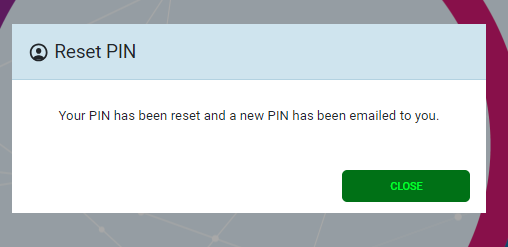 Reset PIN
Your PIN has been reset and a new PIN has been emailed to you.
CLOSE